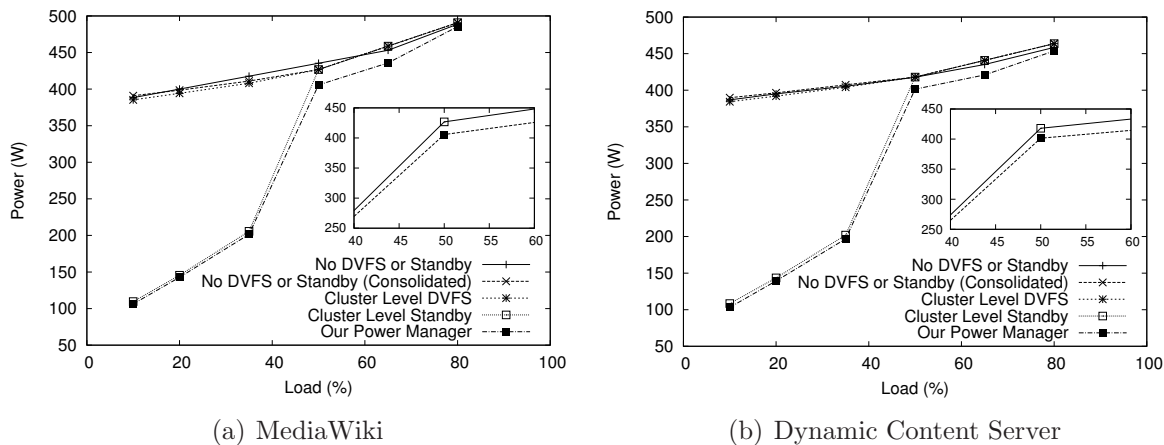 500
450
400
350
300
250
200
150
100
50
Power (W)
0 20 40 60 80 100
Load (%)
450
400
350
300
250
40 45 50 55 60
No DVFS or Standby
No DVFS or Standby (Consolidated)
Cluster Level DVFS
Cluster Level Standby
Our Power Manager
(a) MediaWiki
500
450
400
350
300
250
200
150
100
50
Power (W)
0 20 40 60 80 100
Load (%)
450
400
350
300
250
40 45 50 55 60
No DVFS or Standby
No DVFS or Standby (Consolidated)
Cluster Level DVFS
Cluster Level Standby
Our Power Manager
(b) Dynamic Content Server